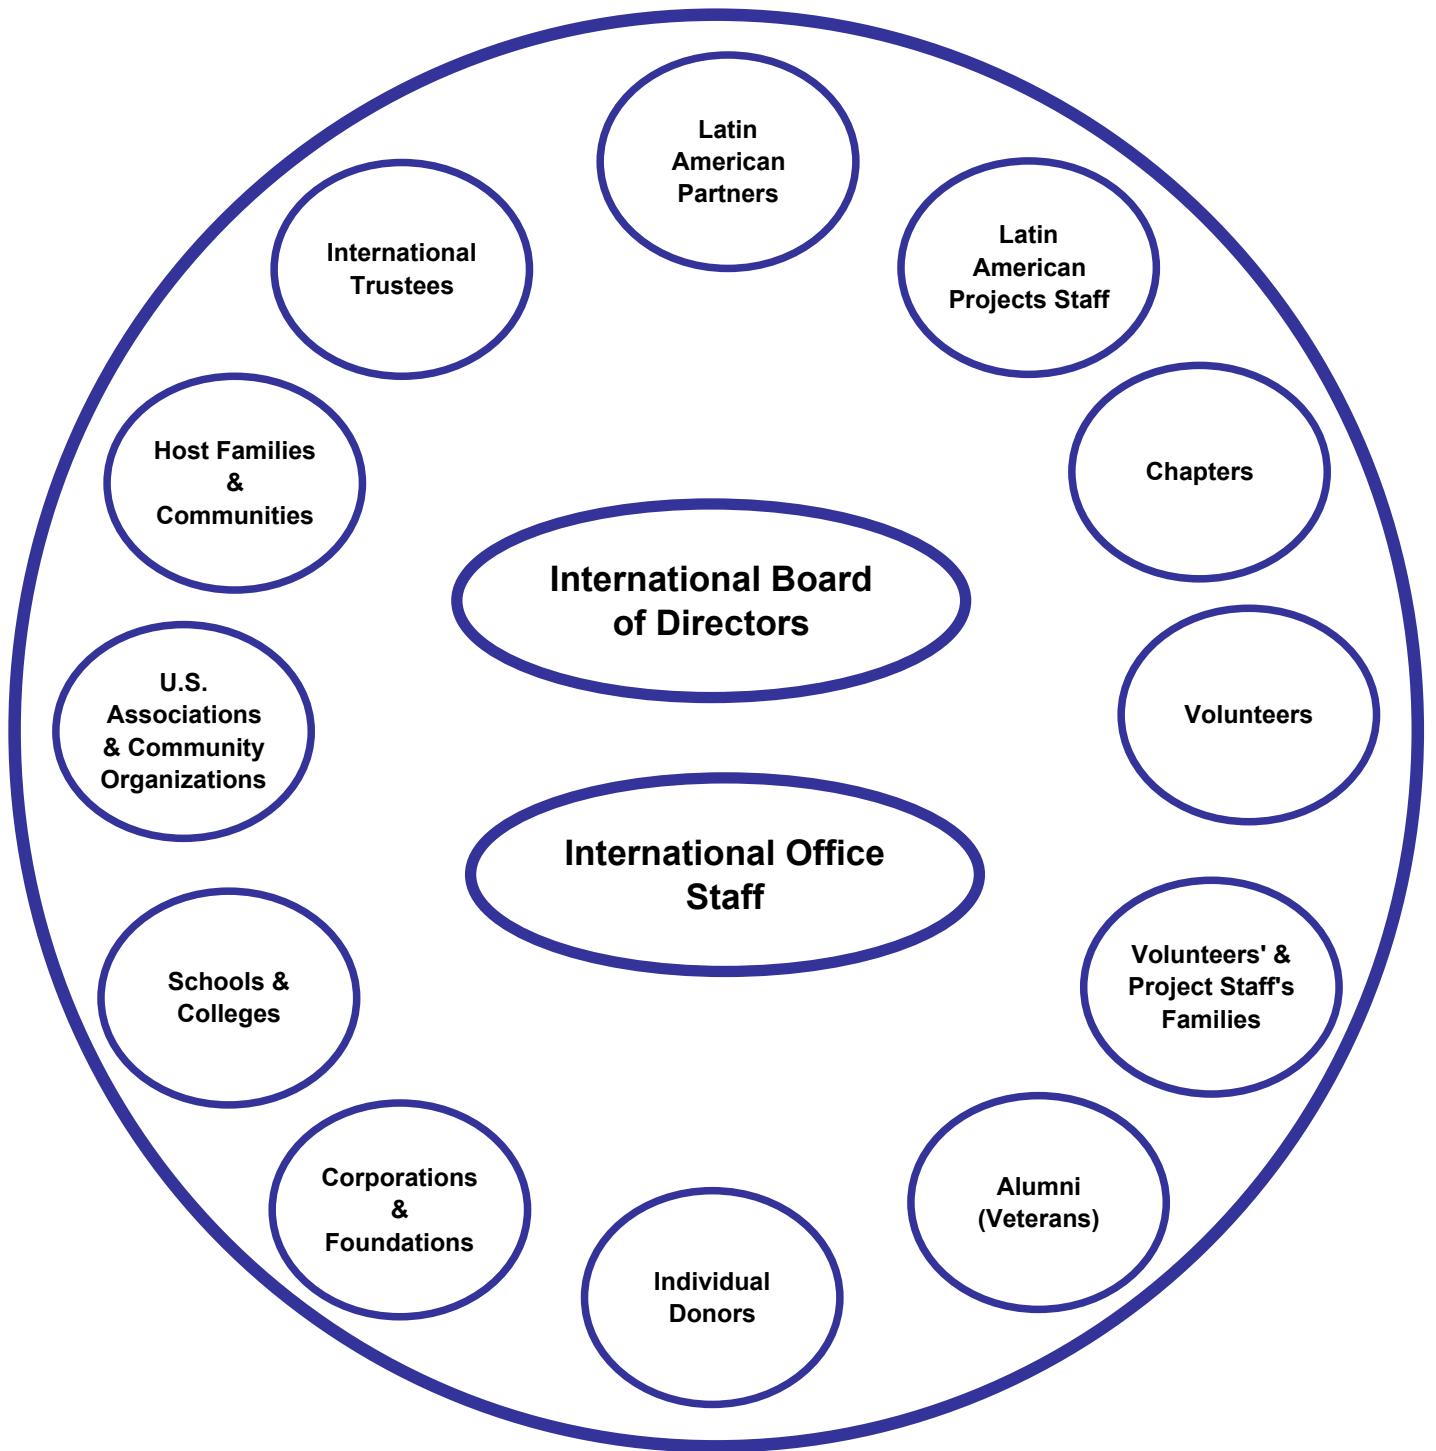 Latin
American
Partners
Latin
American
Projects Staff
International
Trustees
Host Families
&
Communities
Chapters
International Board
of Directors
U.S.
Associations
& Community
Organizations
Volunteers
International Office
Staff
Volunteers' &
Project Staff's
Families
Schools &
Colleges
Corporations
&
Foundations
Alumni
(Veterans)
Individual
Donors